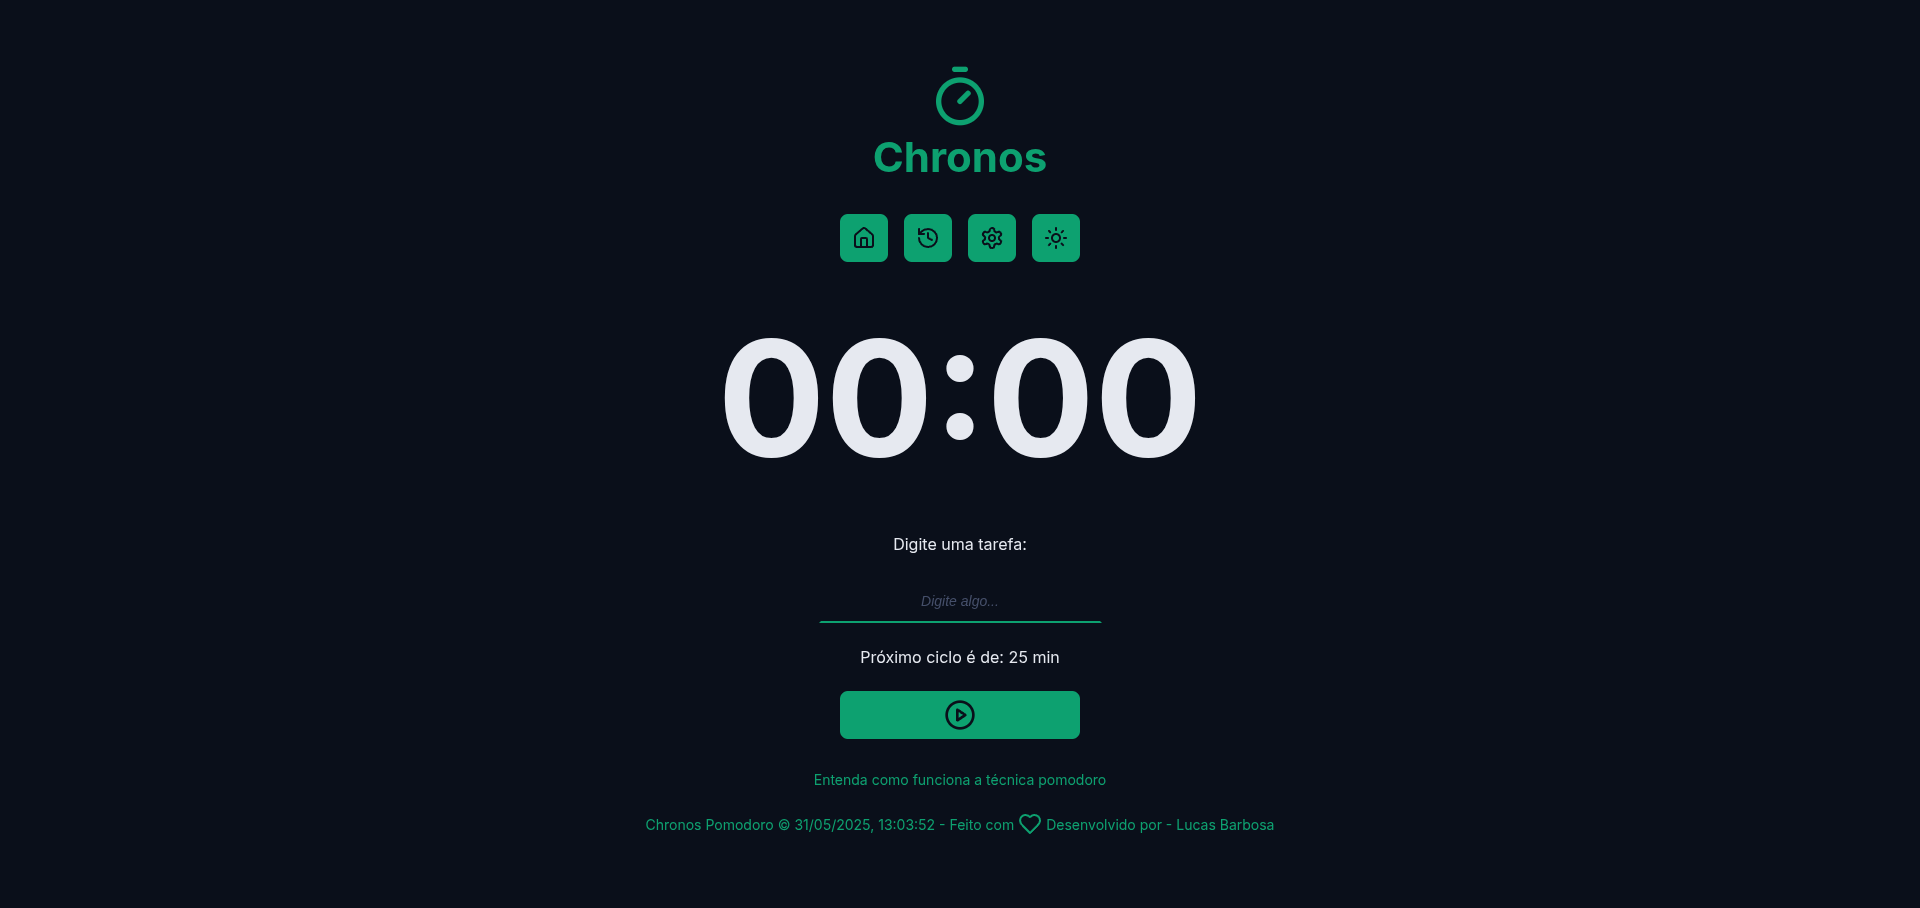 Chronos
00:00
Digite uma tarefa:
Digite algo...
Próximo ciclo é de: 25 min
Entenda como funciona a técnica pomodoro
Chronos Pomodoro © 31/05/2025, 13:03:52 - Feito com Desenvolvido por - Lucas Barbosa